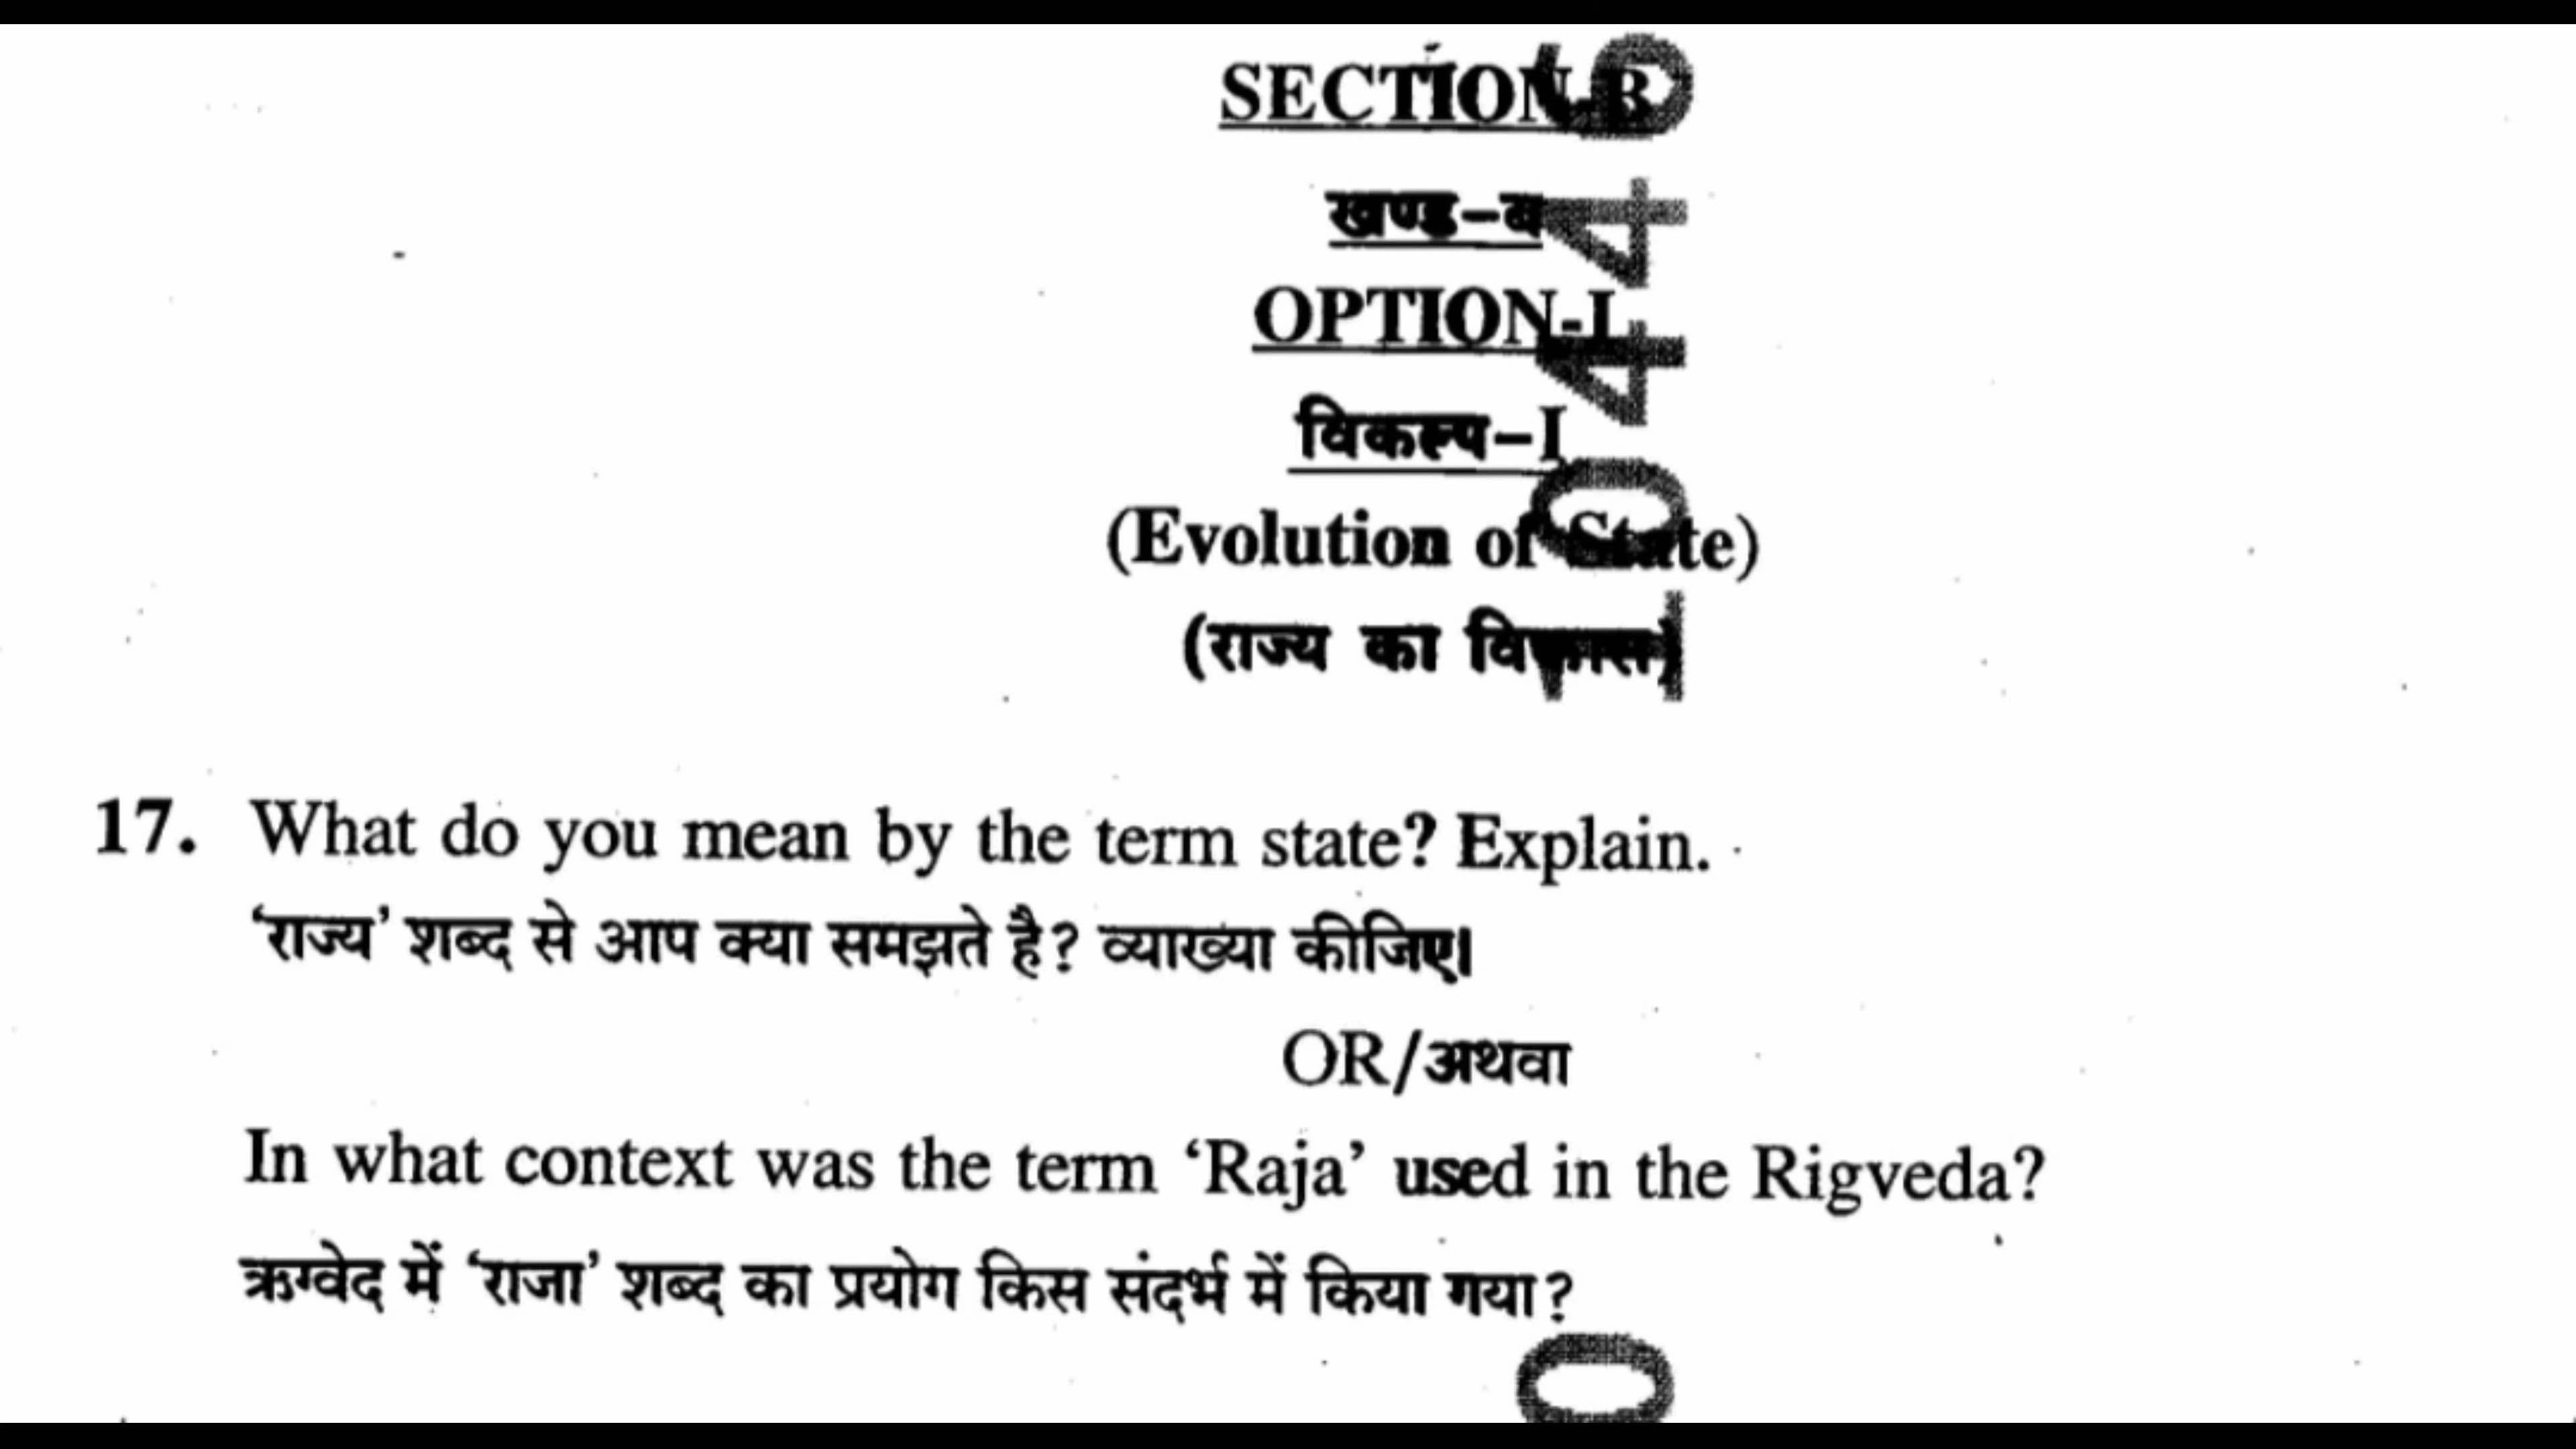 SECTION-B
खण्ड–ब
OPTION-I
विकल्प–I
(Evolution of State)
(राज्य का विकास)
17. What do you mean by the term state? Explain.
‘राज्य’ शब्द से आप क्या समझते है? व्याख्या कीजिए।
OR/अथवा
In what context was the term ‘Raja’ used in the Rigveda?
ऋग्वेद में ‘राजा’ शब्द का प्रयोग किस संदर्भ में किया गया?